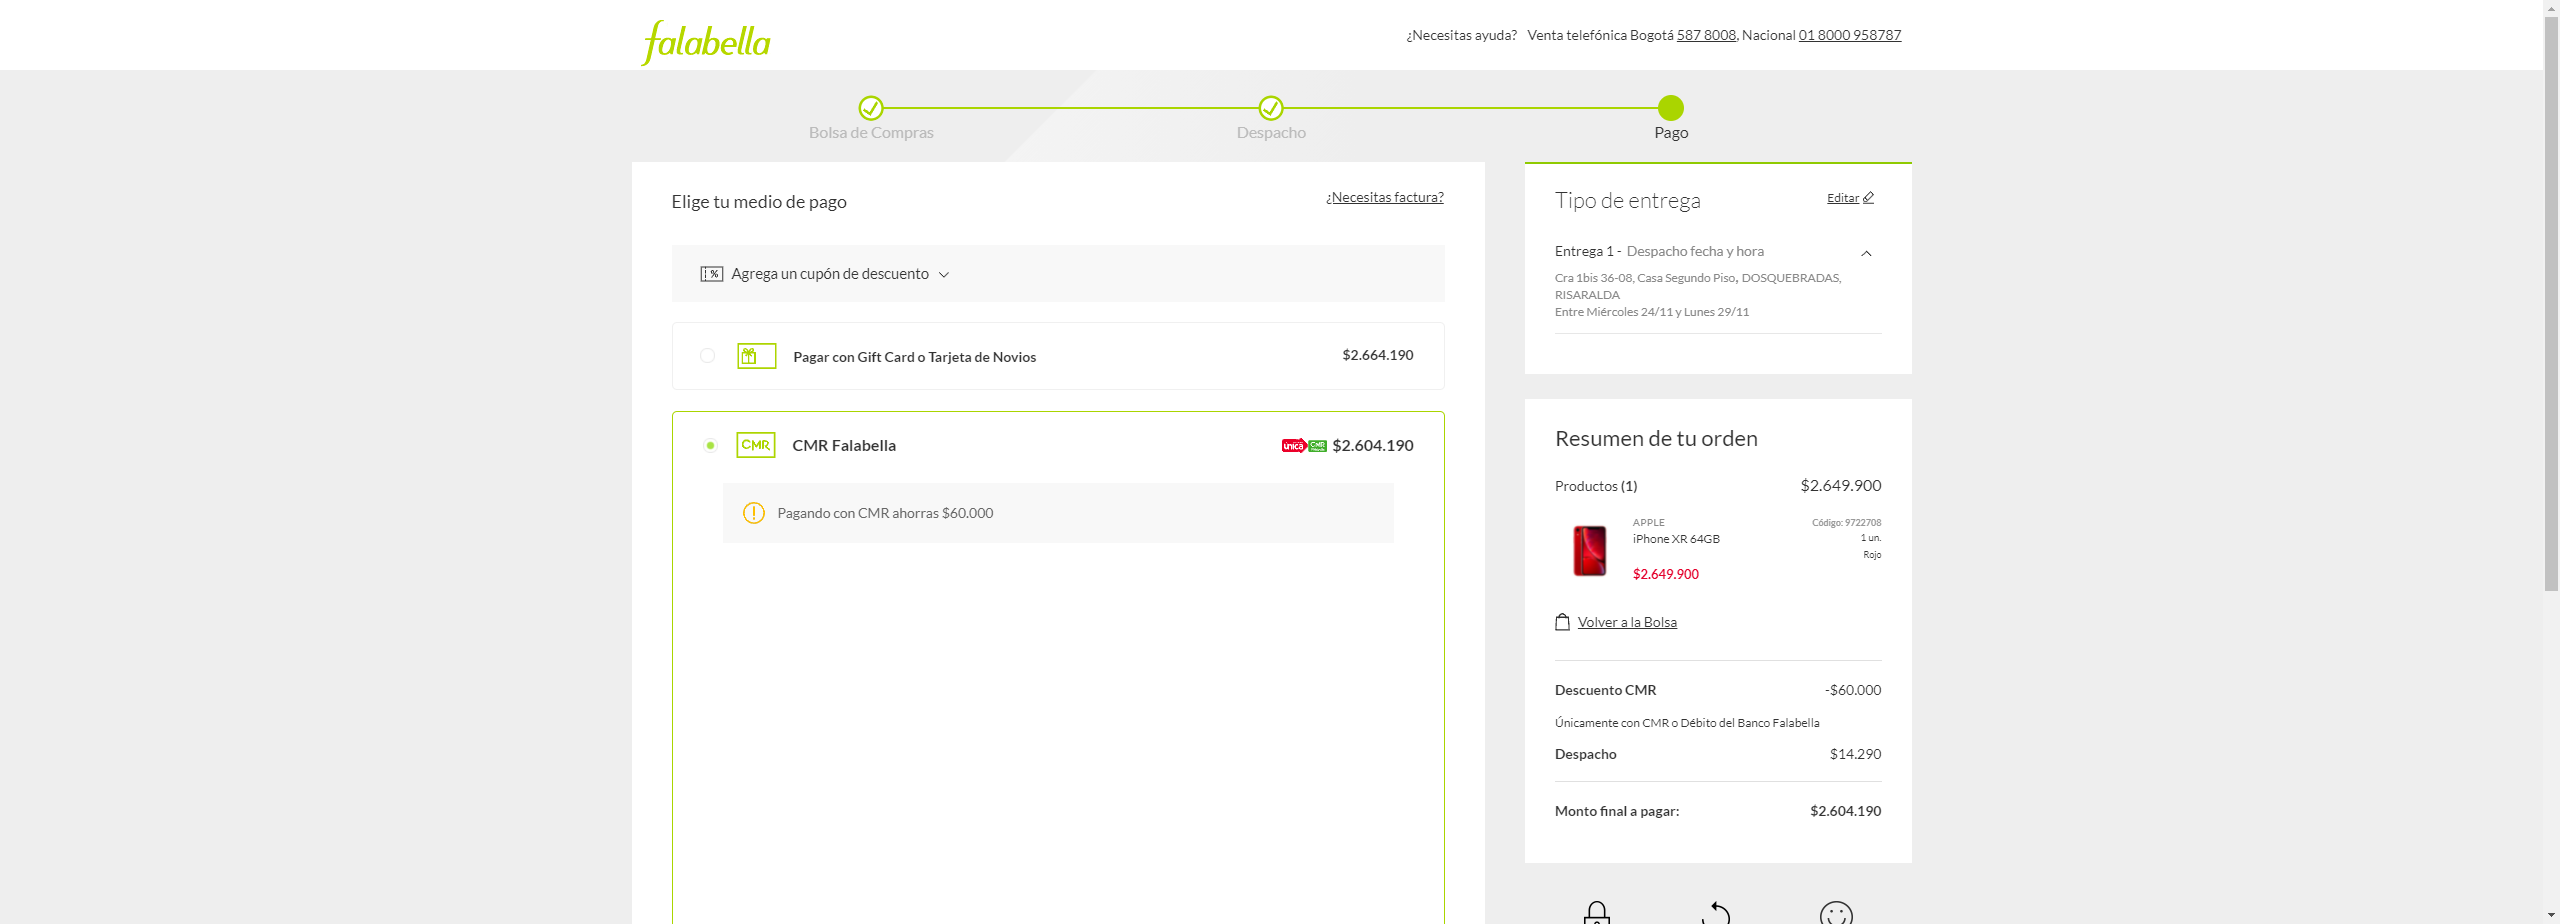 falabella
¿Necesitas ayuda? Venta telefónica Bogotá 587 8008, Nacional 01 8000 958787
Bolsa de Compras
Despacho
Pago
Elige tu medio de pago
¿Necesitas factura?
% Agrega un cupón de descuento
Pagar con Gift Card o Tarjeta de Novios
$2.664.190
CMR
CMR Falabella
única CMR $2.604.190
Pagando con CMR ahorras $60.000
Tipo de entrega
Editar
Entrega 1 - Despacho fecha y hora
Cra 1bis 36-08, Casa Segundo Piso, DOSQUEBRADAS,
RISARALDA
Entre Miércoles 24/11 y Lunes 29/11
Resumen de tu orden
Productos (1)
$2.649.900
APPLE
iPhone XR 64GB
$2.649.900
Código: 9722708
1 un.
Rojo
Volver a la Bolsa
Descuento CMR
-$60.000
Únicamente con CMR o Débito del Banco Falabella
Despacho
$14.290
Monto final a pagar:
$2.604.190